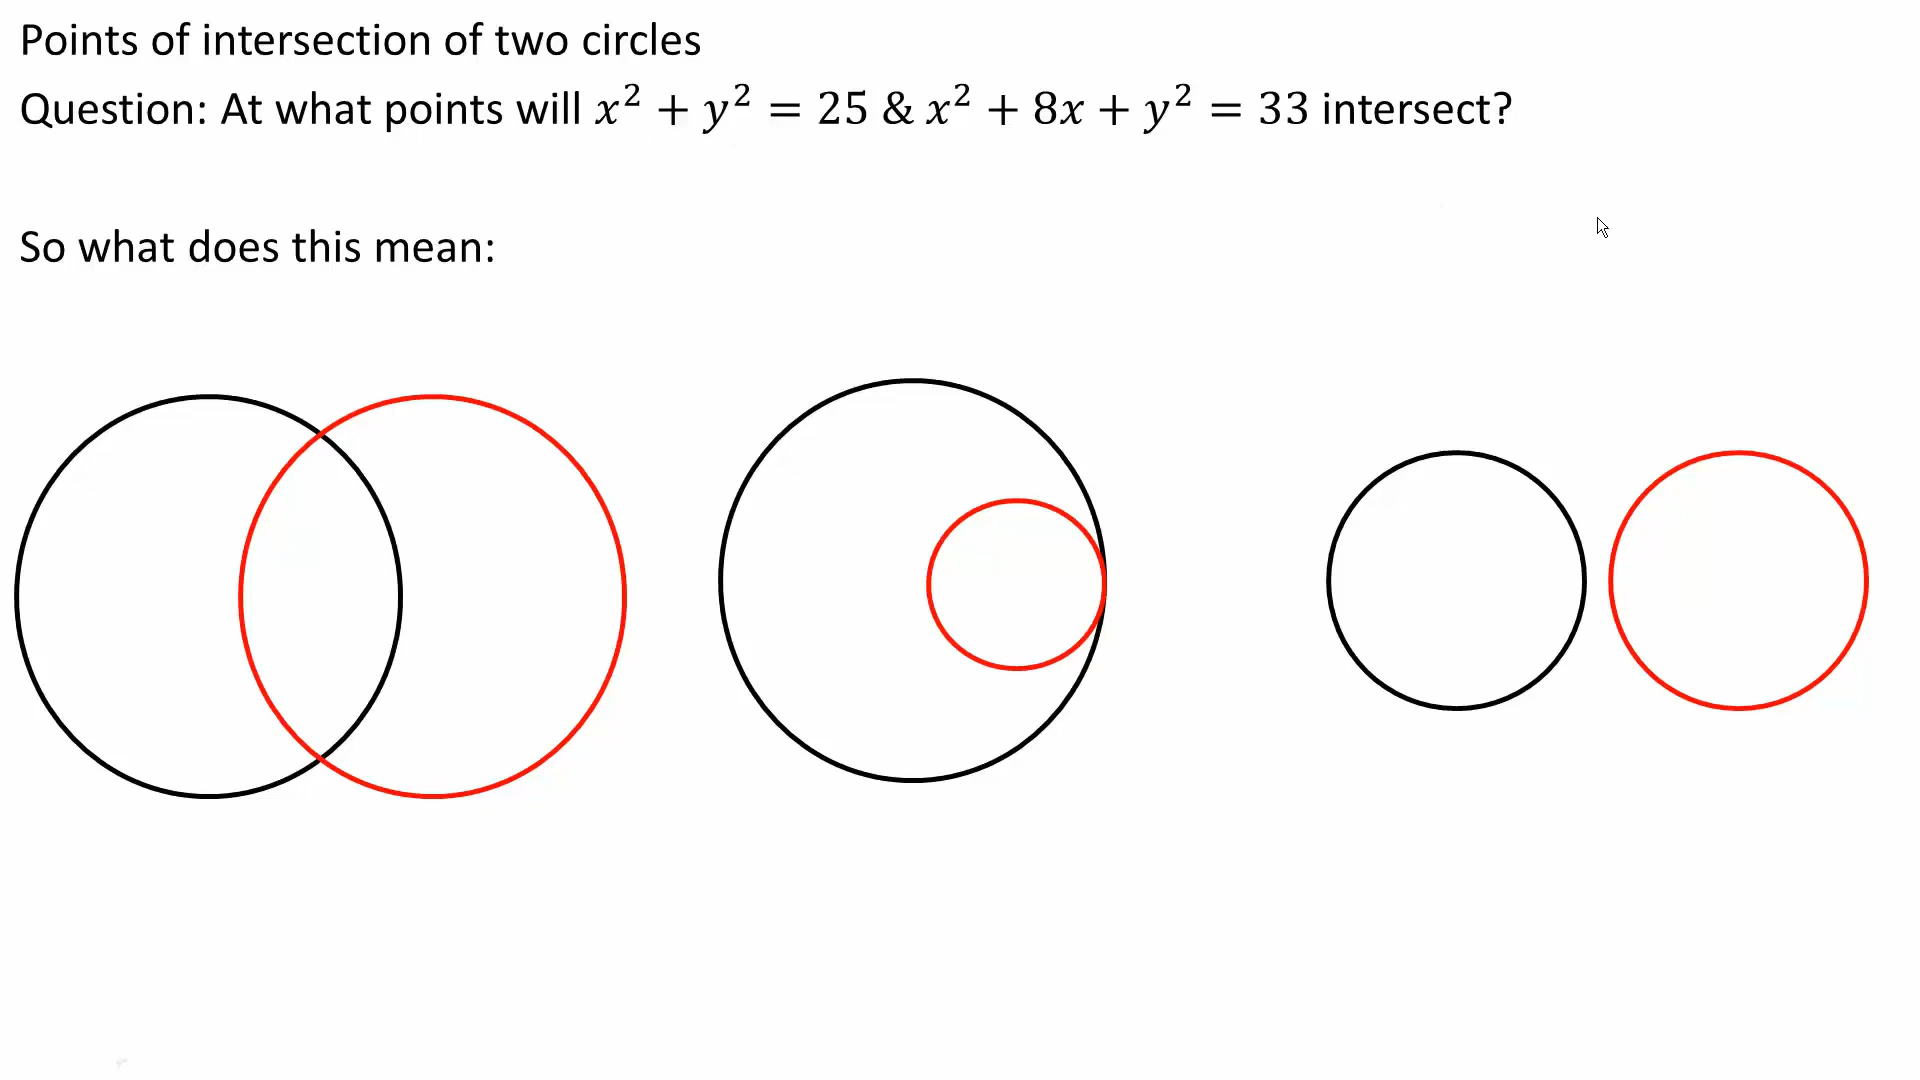 Points of intersection of two circles
Question: At what points will x² + y² = 25 & x² + 8x + y² = 33 intersect?
So what does this mean: